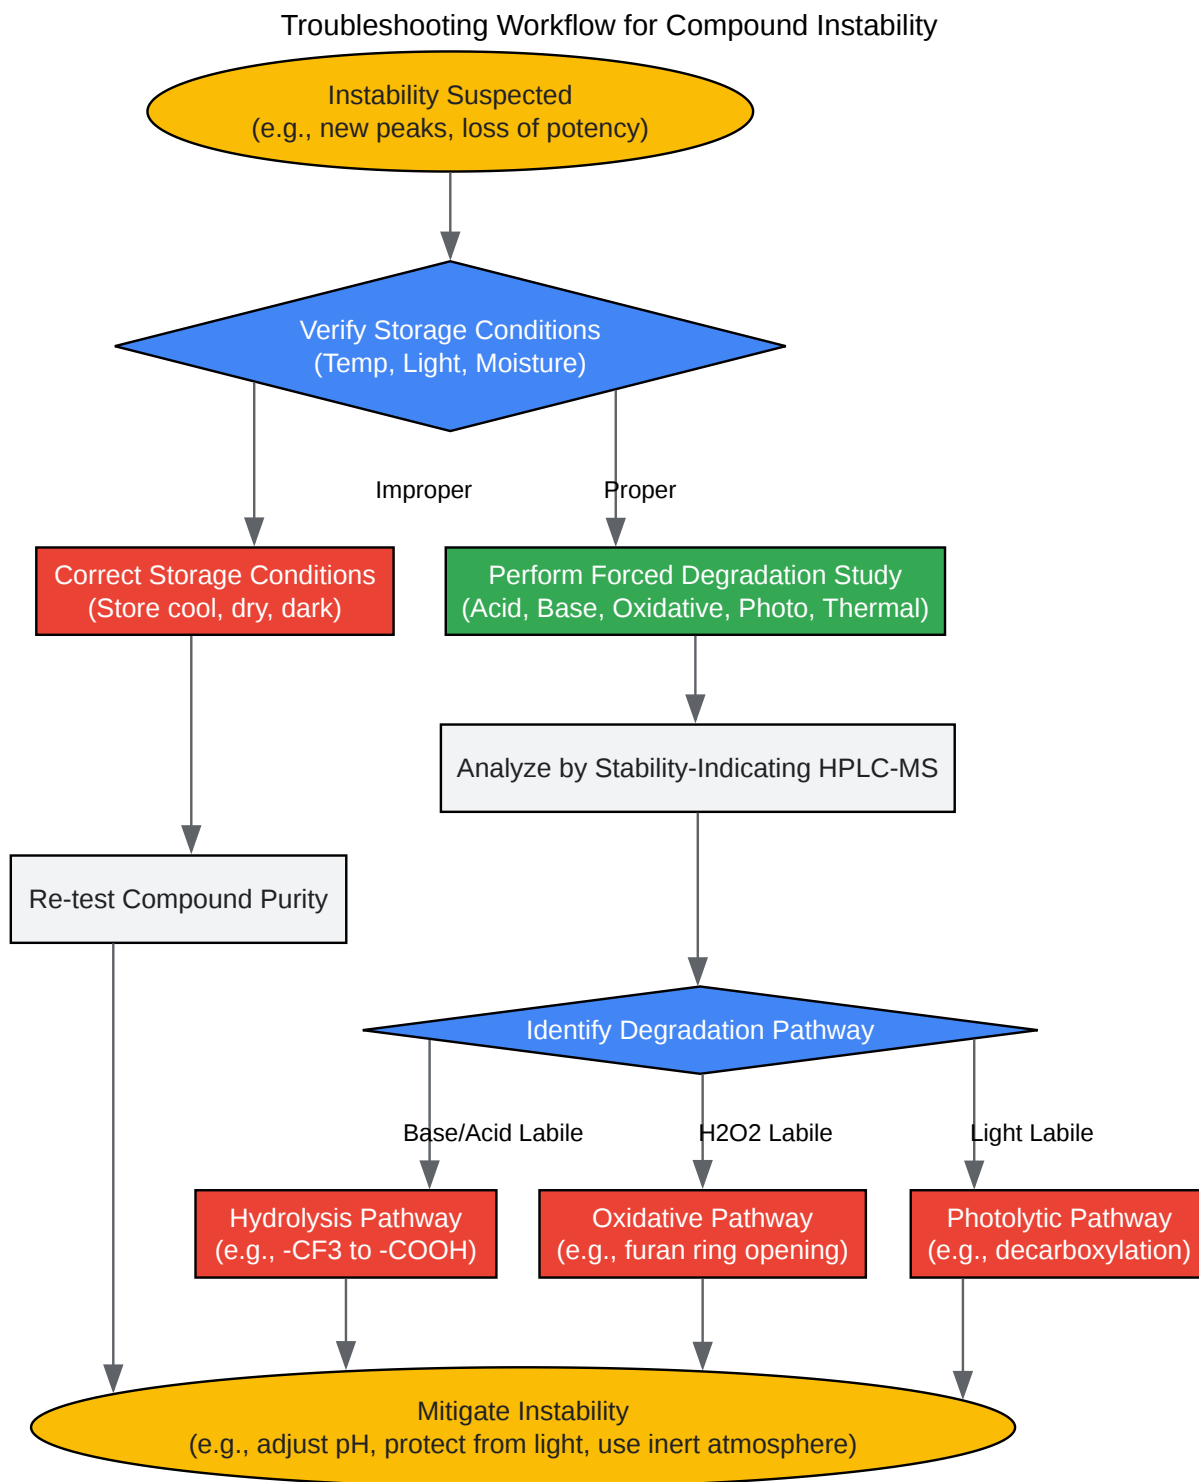 Troubleshooting Workflow for Compound Instability
Instability Suspected
(e.g., new peaks, loss of potency)
Verify Storage Conditions
(Temp, Light, Moisture)
Improper
Proper
Correct Storage Conditions
(Store cool, dry, dark)
Perform Forced Degradation Study
(Acid, Base, Oxidative, Photo, Thermal)
Analyze by Stability-Indicating HPLC-MS
Re-test Compound Purity
Identify Degradation Pathway
Base/Acid Labile
H2O2 Labile
Light Labile
Hydrolysis Pathway
(e.g., -CF3 to -COOH)
Oxidative Pathway
(e.g., furan ring opening)
Photolytic Pathway
(e.g., decarboxylation)
Mitigate Instability
(e.g., adjust pH, protect from light, use inert atmosphere)